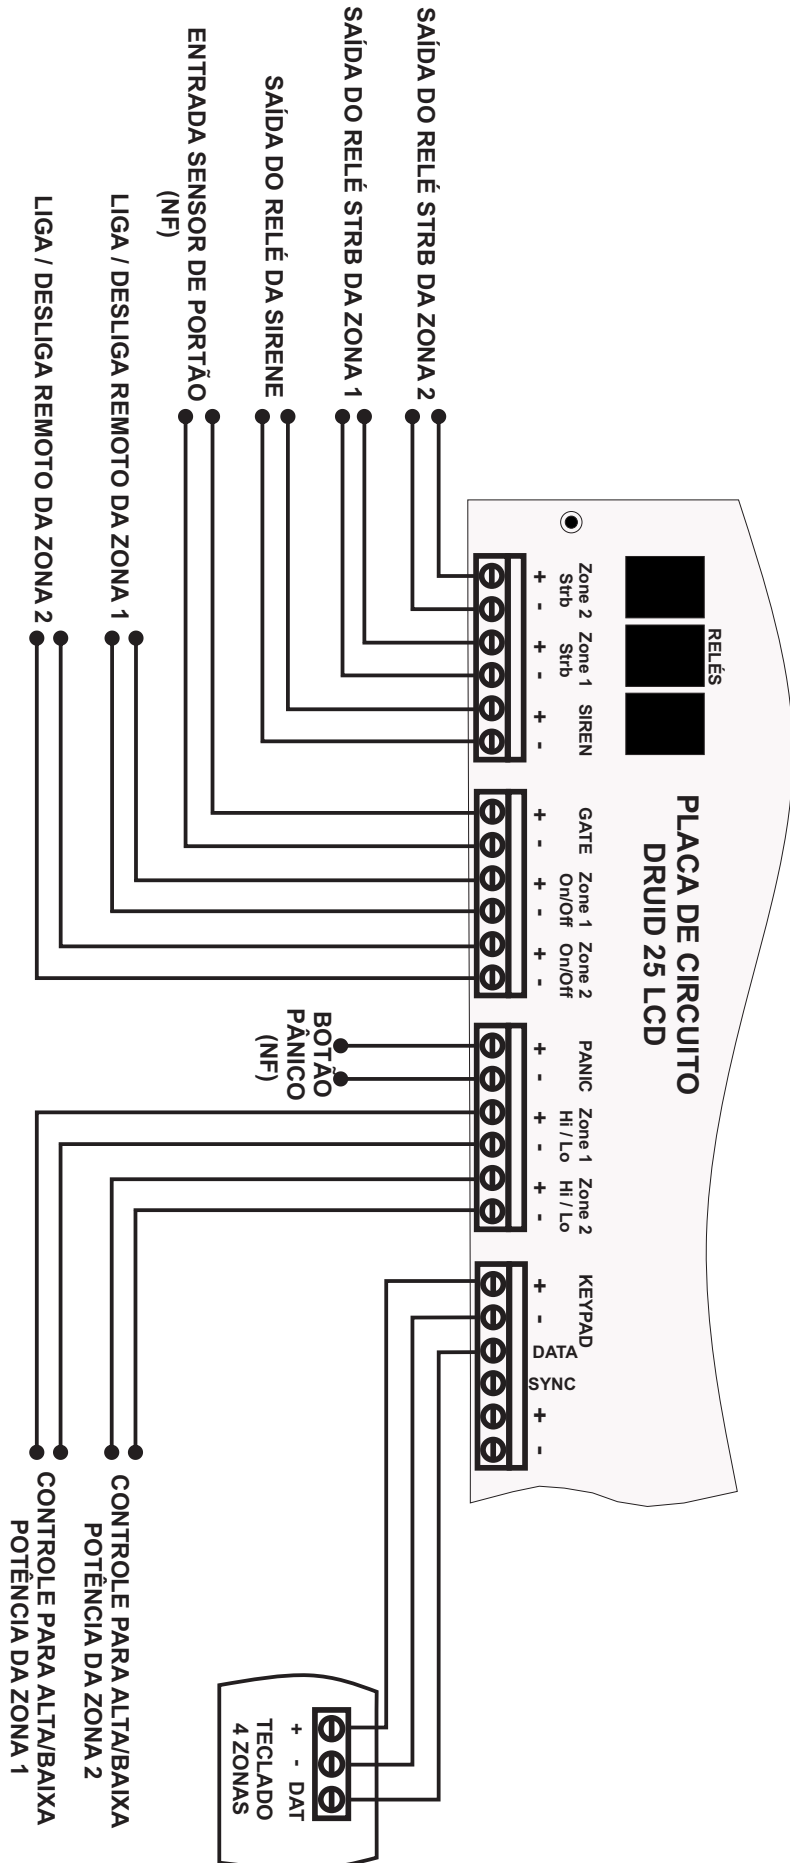 PLACA DE CIRCUITO
DRUID 25 LCD
RELÉS
Zone 2
Strb
+ -
Zone 1
Strb
+ -
SIREN
+ -
GATE
+ -
Zone 1
On/Off
+ -
Zone 2
On/Off
+ -
PANIC
+ -
Zone 1
Hi / Lo
+ -
Zone 2
Hi / Lo
+ -
KEYPAD
+ - DATA SYNC + -
SAÍDA DO RELÉ STRB DA ZONA 2
SAÍDA DO RELÉ STRB DA ZONA 1
SAÍDA DO RELÉ DA SIRENE
ENTRADA SENSOR DE PORTÃO
(NF)
LIGA / DESLIGA REMOTO DA ZONA 1
LIGA / DESLIGA REMOTO DA ZONA 2
BOTÃO
PÂNICO
(NF)
CONTROLE PARA ALTA/BAIXA
POTÊNCIA DA ZONA 2
CONTROLE PARA ALTA/BAIXA
POTÊNCIA DA ZONA 1
+ - DAT
TECLADO
4 ZONAS